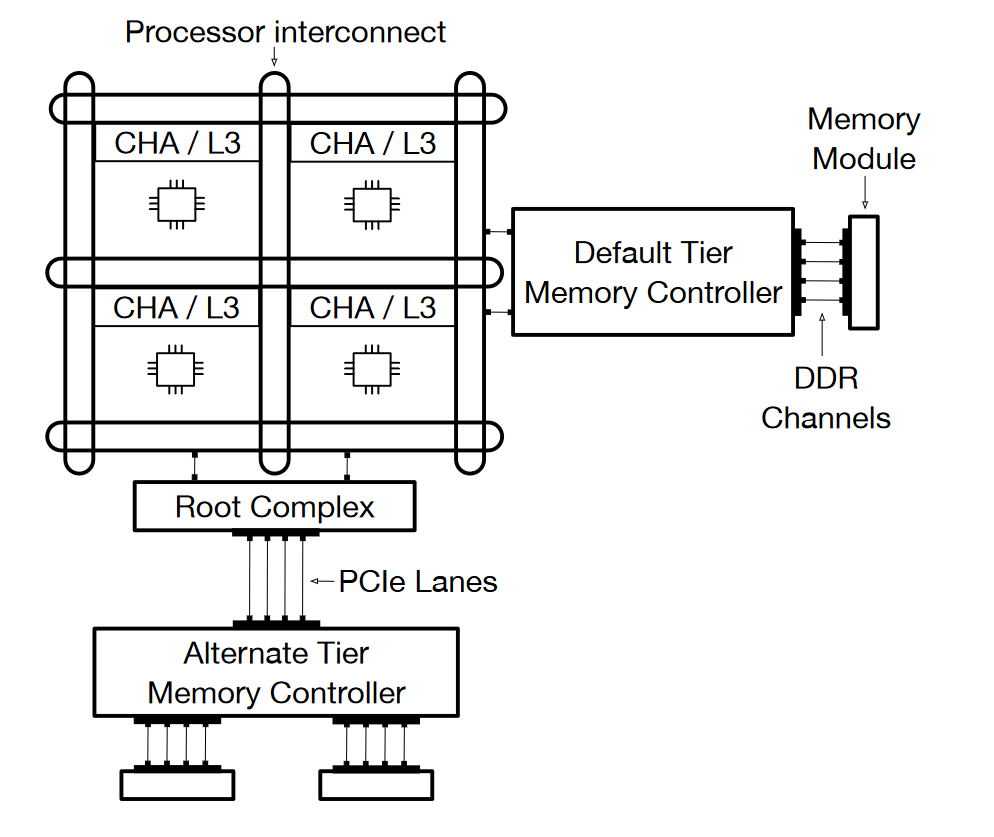 Processor interconnect
CHA / L3
CHA / L3
CHA / L3
CHA / L3
Memory
Module
Default Tier
Memory Controller
DDR
Channels
Root Complex
PCIe Lanes
Alternate Tier
Memory Controller